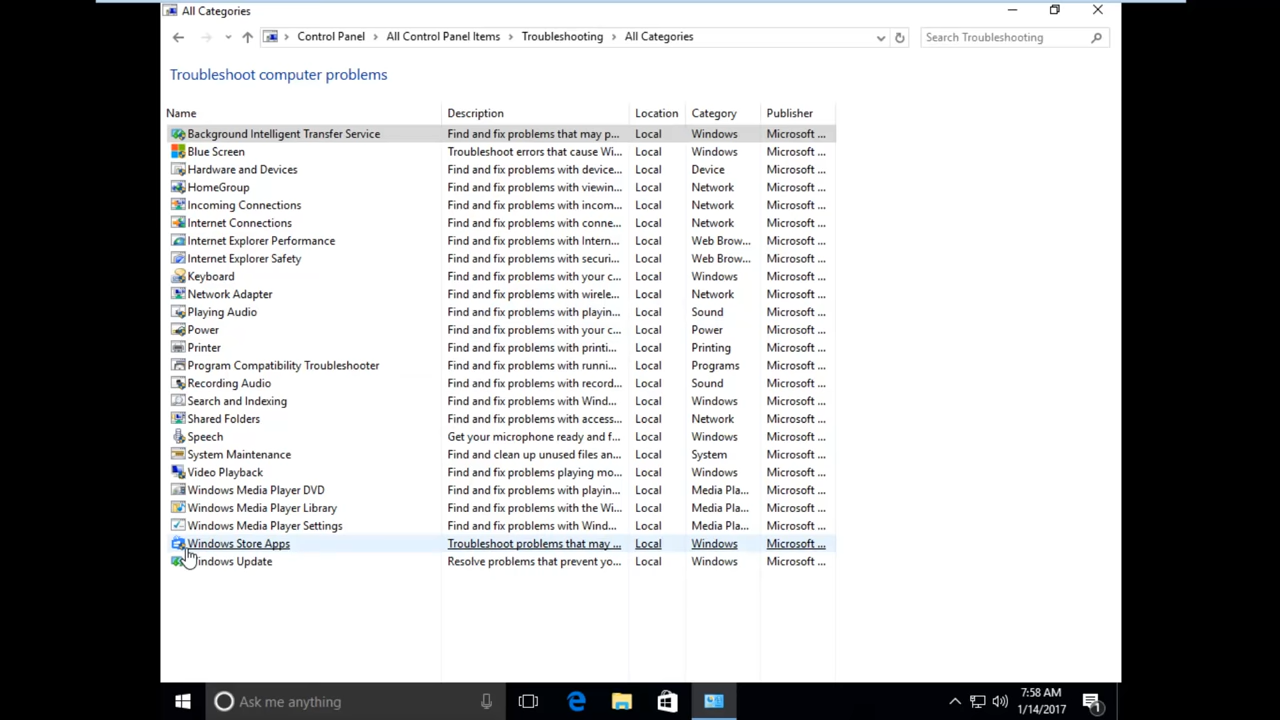 All Categories
Control Panel > All Control Panel Items > Troubleshooting > All Categories
Search Troubleshooting
Troubleshoot computer problems
Name Description Location Category Publisher
Background Intelligent Transfer Service Find and fix problems that may p... Local Windows Microsoft ...
Blue Screen Troubleshoot errors that cause Wi... Local Windows Microsoft ...
Hardware and Devices Find and fix problems with device... Local Device Microsoft ...
HomeGroup Find and fix problems with viewin... Local Network Microsoft ...
Incoming Connections Find and fix problems with incom... Local Network Microsoft ...
Internet Connections Find and fix problems with conne... Local Network Microsoft ...
Internet Explorer Performance Find and fix problems with Intern... Local Web Brow... Microsoft ...
Internet Explorer Safety Find and fix problems with securi... Local Web Brow... Microsoft ...
Keyboard Find and fix problems with your c... Local Windows Microsoft ...
Network Adapter Find and fix problems with wirele... Local Network Microsoft ...
Playing Audio Find and fix problems with playin... Local Sound Microsoft ...
Power Find and fix problems with your c... Local Power Microsoft ...
Printer Find and fix problems with printi... Local Printing Microsoft ...
Program Compatibility Troubleshooter Find and fix problems with runni... Local Programs Microsoft ...
Recording Audio Find and fix problems with record... Local Sound Microsoft ...
Search and Indexing Find and fix problems with Wind... Local Windows Microsoft ...
Shared Folders Find and fix problems with access... Local Network Microsoft ...
Speech Get your microphone ready and f... Local Windows Microsoft ...
System Maintenance Find and clean up unused files an... Local System Microsoft ...
Video Playback Find and fix problems playing mo... Local Windows Microsoft ...
Windows Media Player DVD Find and fix problems with playin... Local Media Pla... Microsoft ...
Windows Media Player Library Find and fix problems with the Wi... Local Media Pla... Microsoft ...
Windows Media Player Settings Find and fix problems with Wind... Local Media Pla... Microsoft ...
Windows Store Apps Troubleshoot problems that may ... Local Windows Microsoft ...
Windows Update Resolve problems that prevent yo... Local Windows Microsoft ...
Ask me anything
7:58 AM
1/14/2017
1